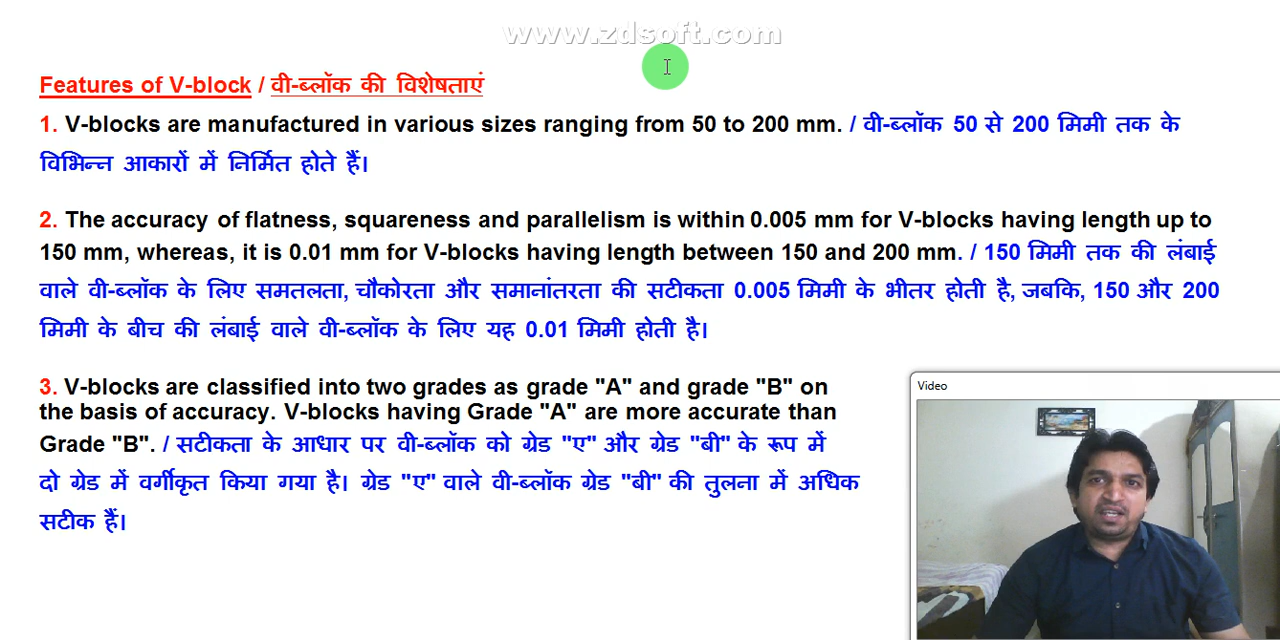 www.zdsoft.com
Features of V-block / वी-ब्लॉक की विशेषताएं
1. V-blocks are manufactured in various sizes ranging from 50 to 200 mm. / वी-ब्लॉक 50 से 200 मिमी तक के
विभिन्न आकारों में निर्मित होते हैं।
2. The accuracy of flatness, squareness and parallelism is within 0.005 mm for V-blocks having length up to
150 mm, whereas, it is 0.01 mm for V-blocks having length between 150 and 200 mm. / 150 मिमी तक की लंबाई
वाले वी-ब्लॉक के लिए समतलता, चौकोरता और समानांतरता की सटीकता 0.005 मिमी के भीतर होती है, जबकि, 150 और 200
मिमी के बीच की लंबाई वाले वी-ब्लॉक के लिए यह 0.01 मिमी होती है।
3. V-blocks are classified into two grades as grade "A" and grade "B" on
the basis of accuracy. V-blocks having Grade "A" are more accurate than
Grade "B". / सटीकता के आधार पर वी-ब्लॉक को ग्रेड "ए" और ग्रेड "बी" के रूप में
दो ग्रेड में वर्गीकृत किया गया है। ग्रेड "ए" वाले वी-ब्लॉक ग्रेड "बी" की तुलना में अधिक
सटीक हैं।
Video